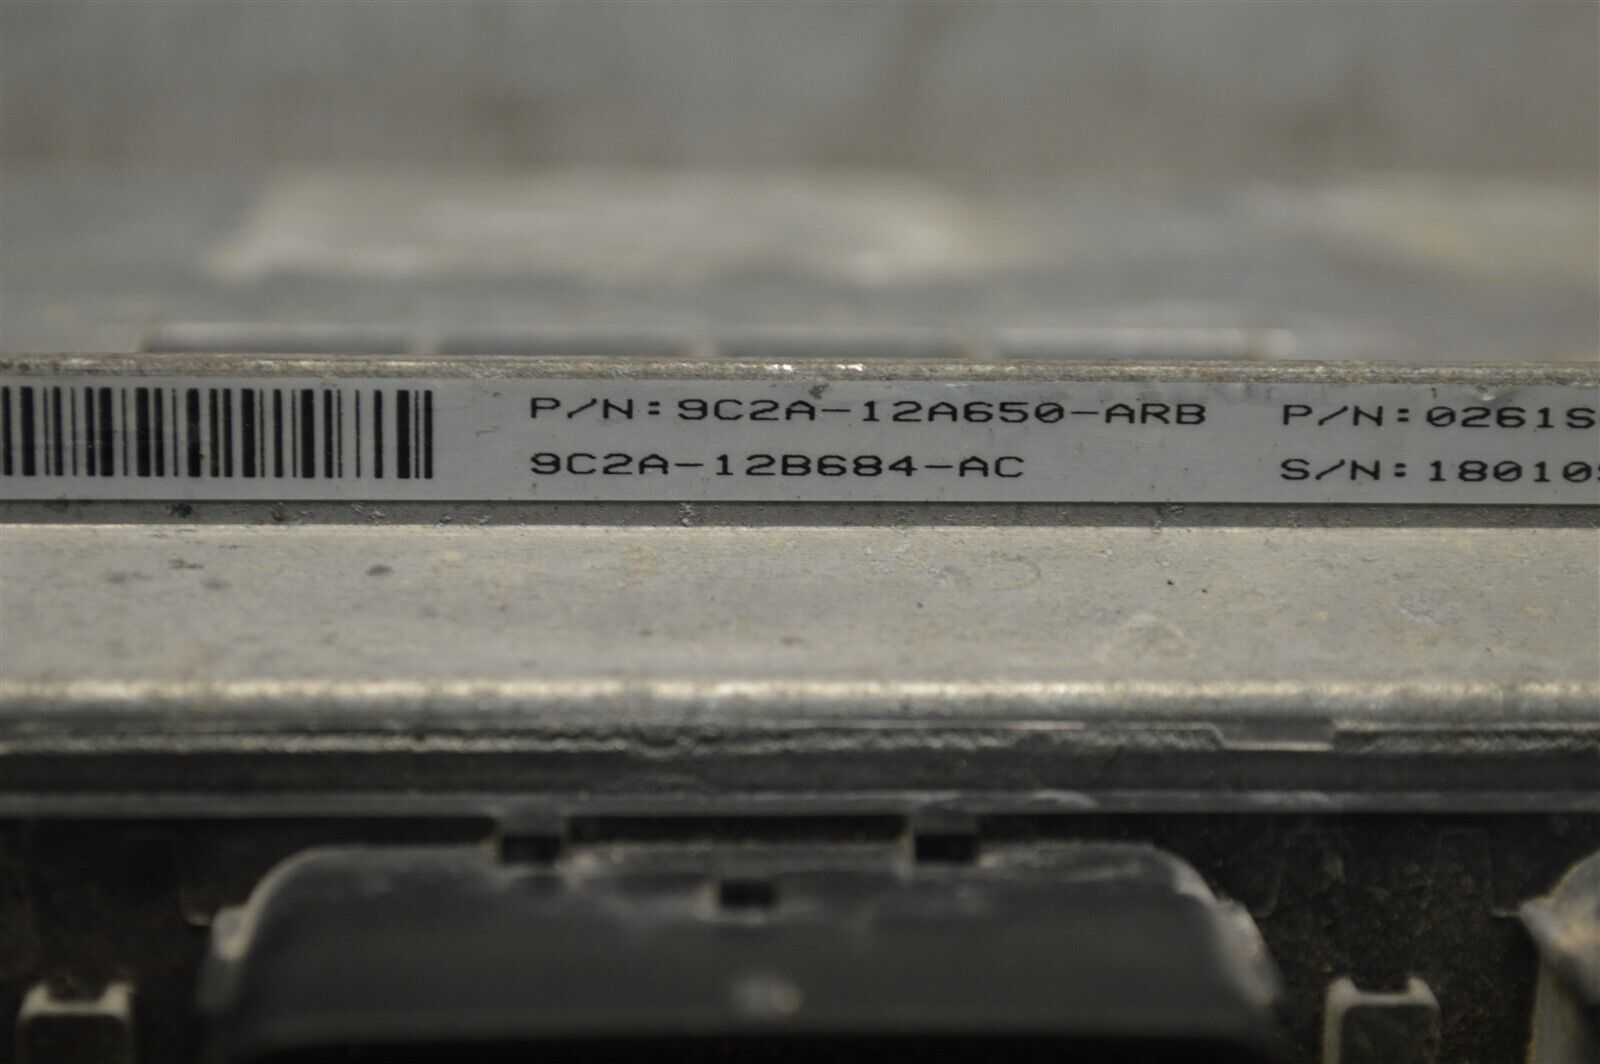 P/N:9C2A-12A650-ARB P/N:0261S
9C2A-12B684-AC S/N:18010